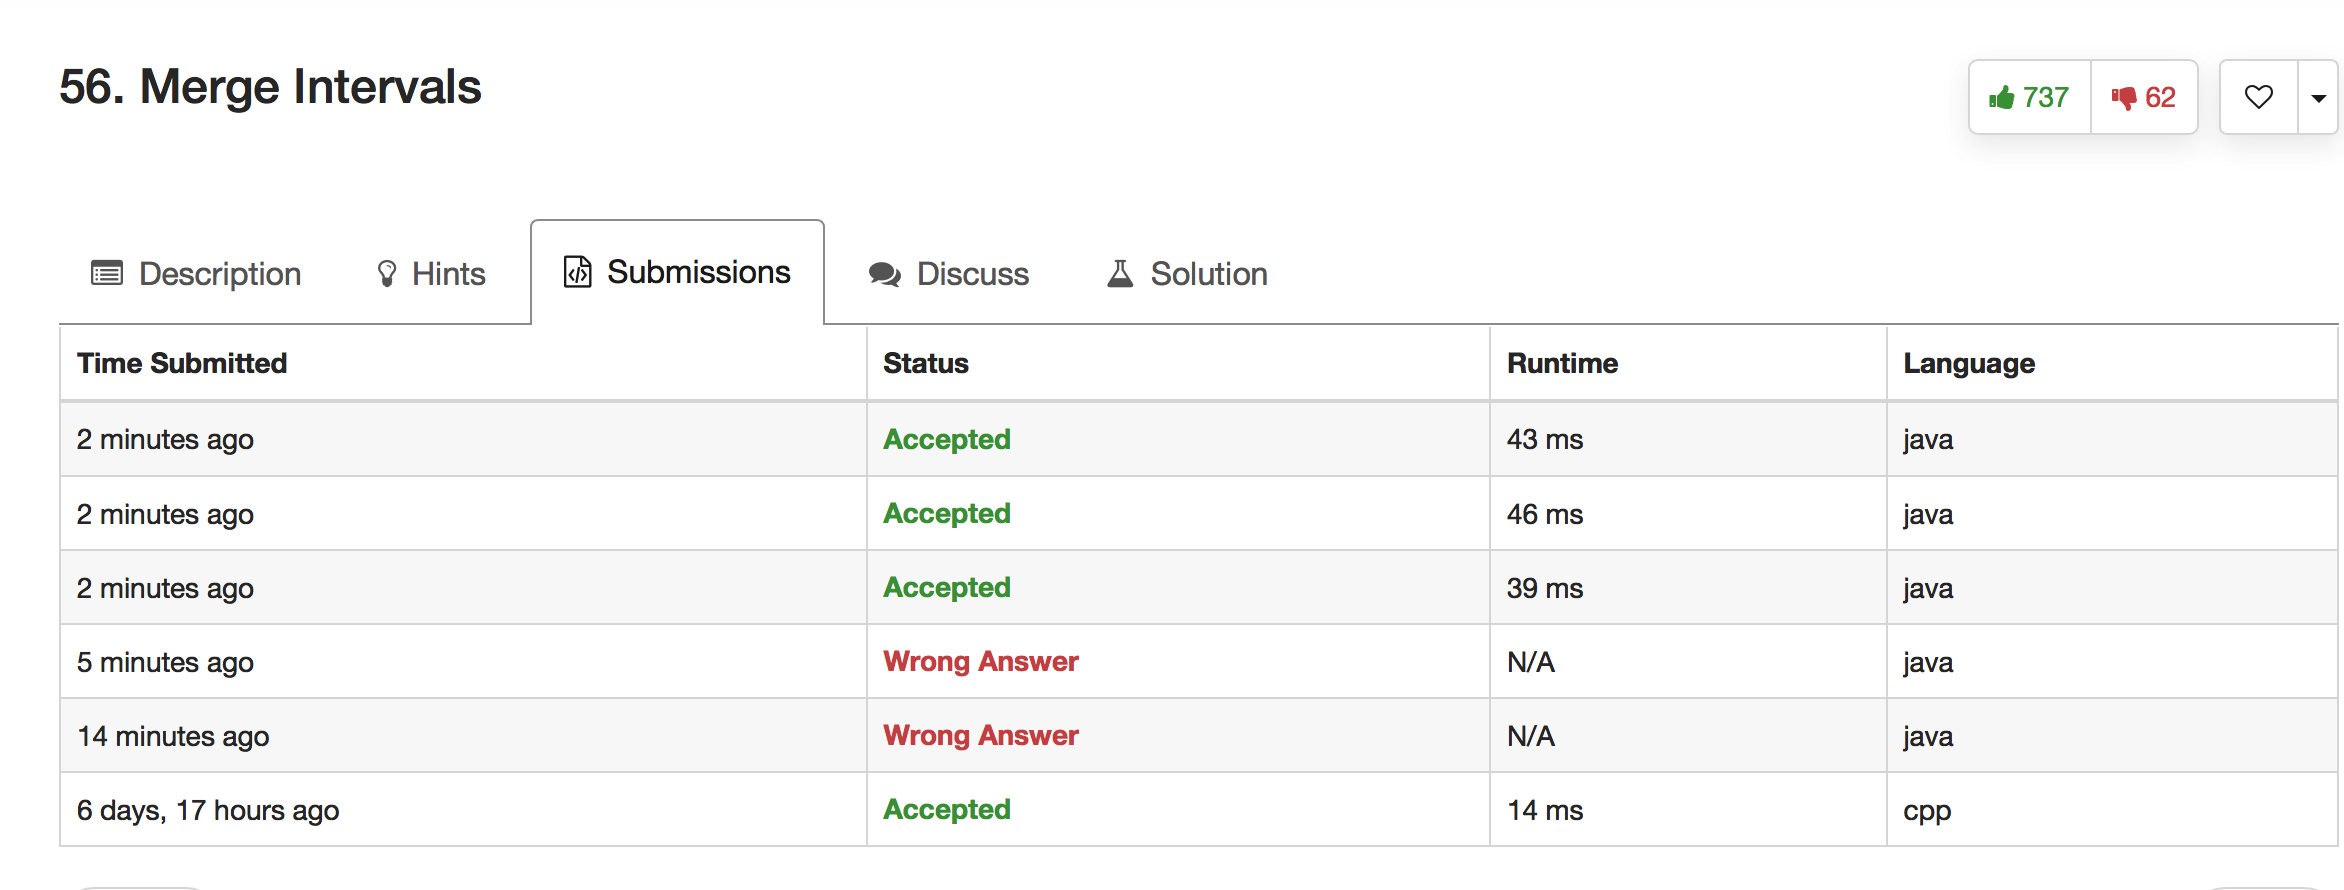 56. Merge Intervals
737 62
Description Hints Submissions Discuss Solution
Time Submitted Status Runtime Language
2 minutes ago Accepted 43 ms java
2 minutes ago Accepted 46 ms java
2 minutes ago Accepted 39 ms java
5 minutes ago Wrong Answer N/A java
14 minutes ago Wrong Answer N/A java
6 days, 17 hours ago Accepted 14 ms cpp